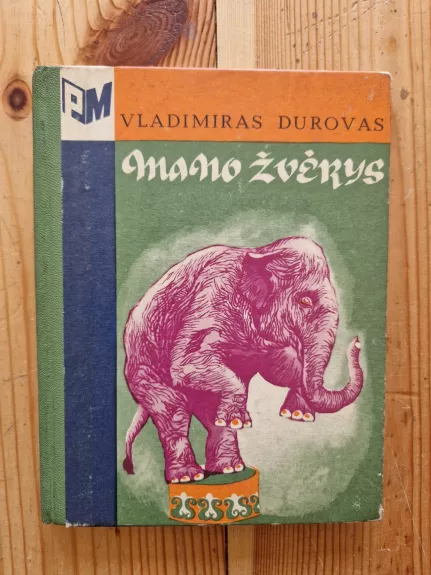 PM
VLADIMIRAS DUROVAS
MANO ŽVĖRYS